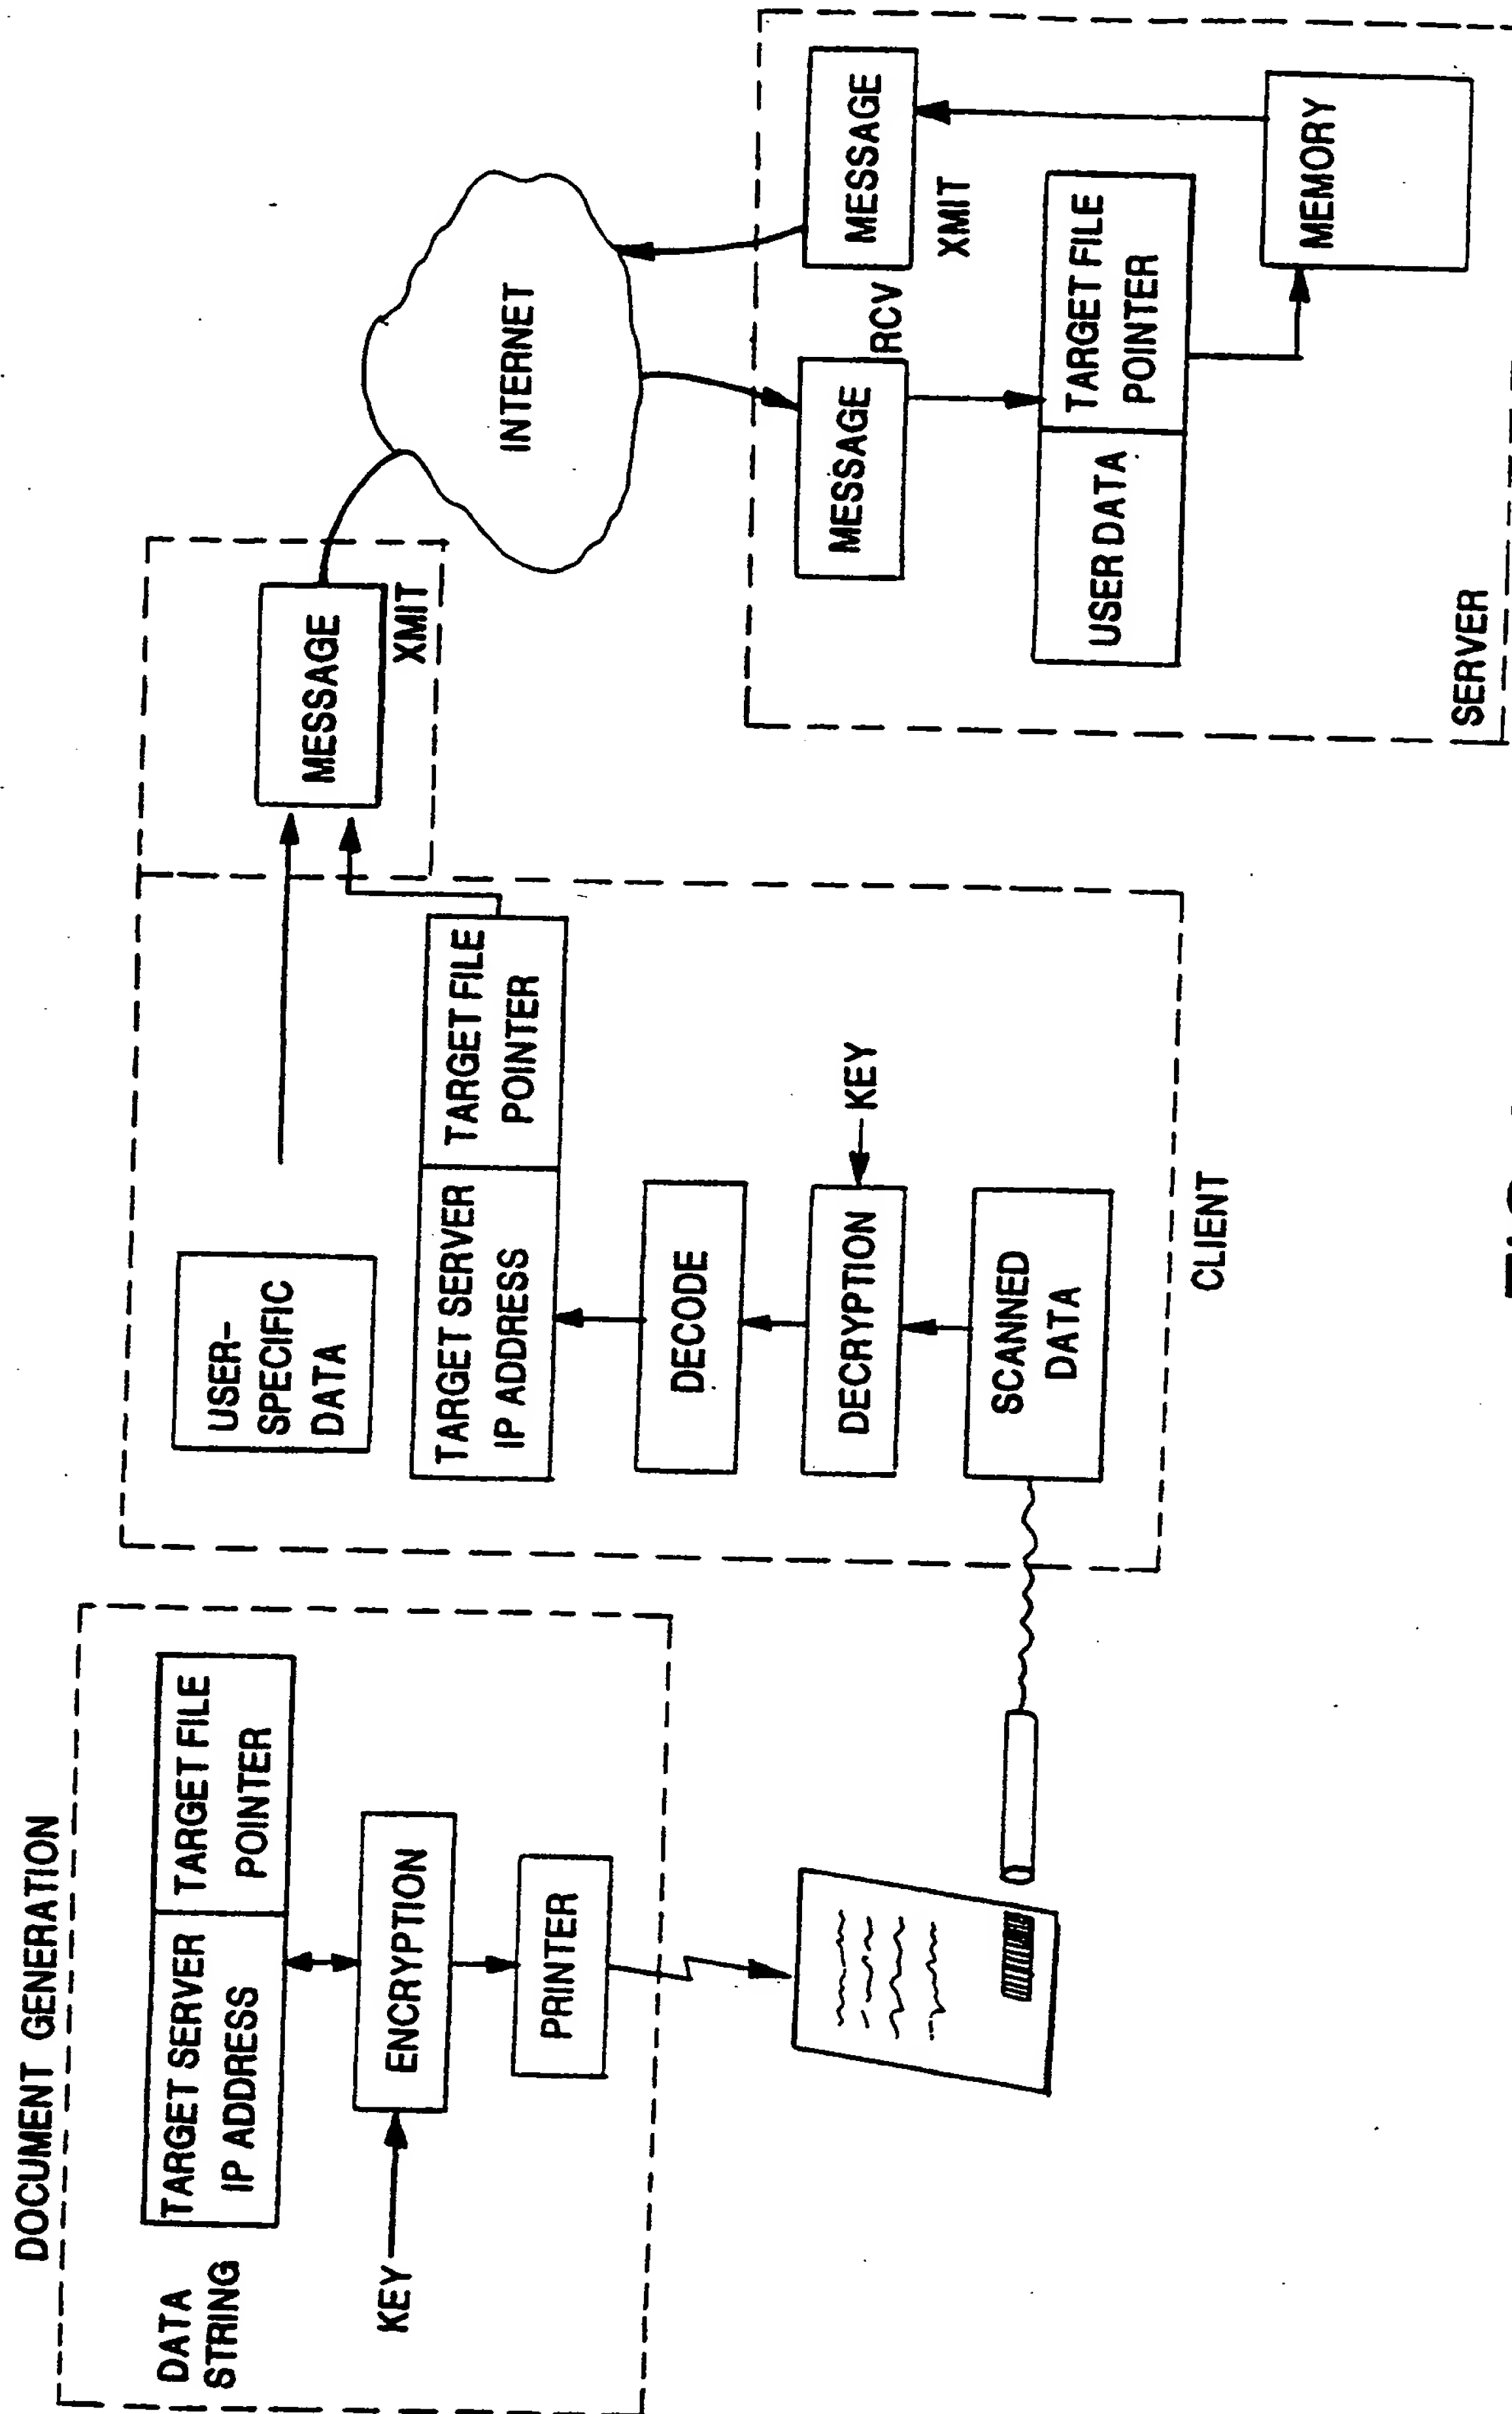 DOCUMENT GENERATION
DATA
STRING
TARGET SERVER
IP ADDRESS
TARGET FILE
POINTER
KEY
ENCRYPTION
PRINTER
USER-
SPECIFIC
DATA
TARGET SERVER
IP ADDRESS
TARGET FILE
POINTER
DECODE
DECRYPTION
KEY
SCANNED
DATA
CLIENT
MESSAGE
XMIT
INTERNET
MESSAGE
RCV
MESSAGE
XMIT
USER DATA
TARGET FILE
POINTER
MEMORY
SERVER